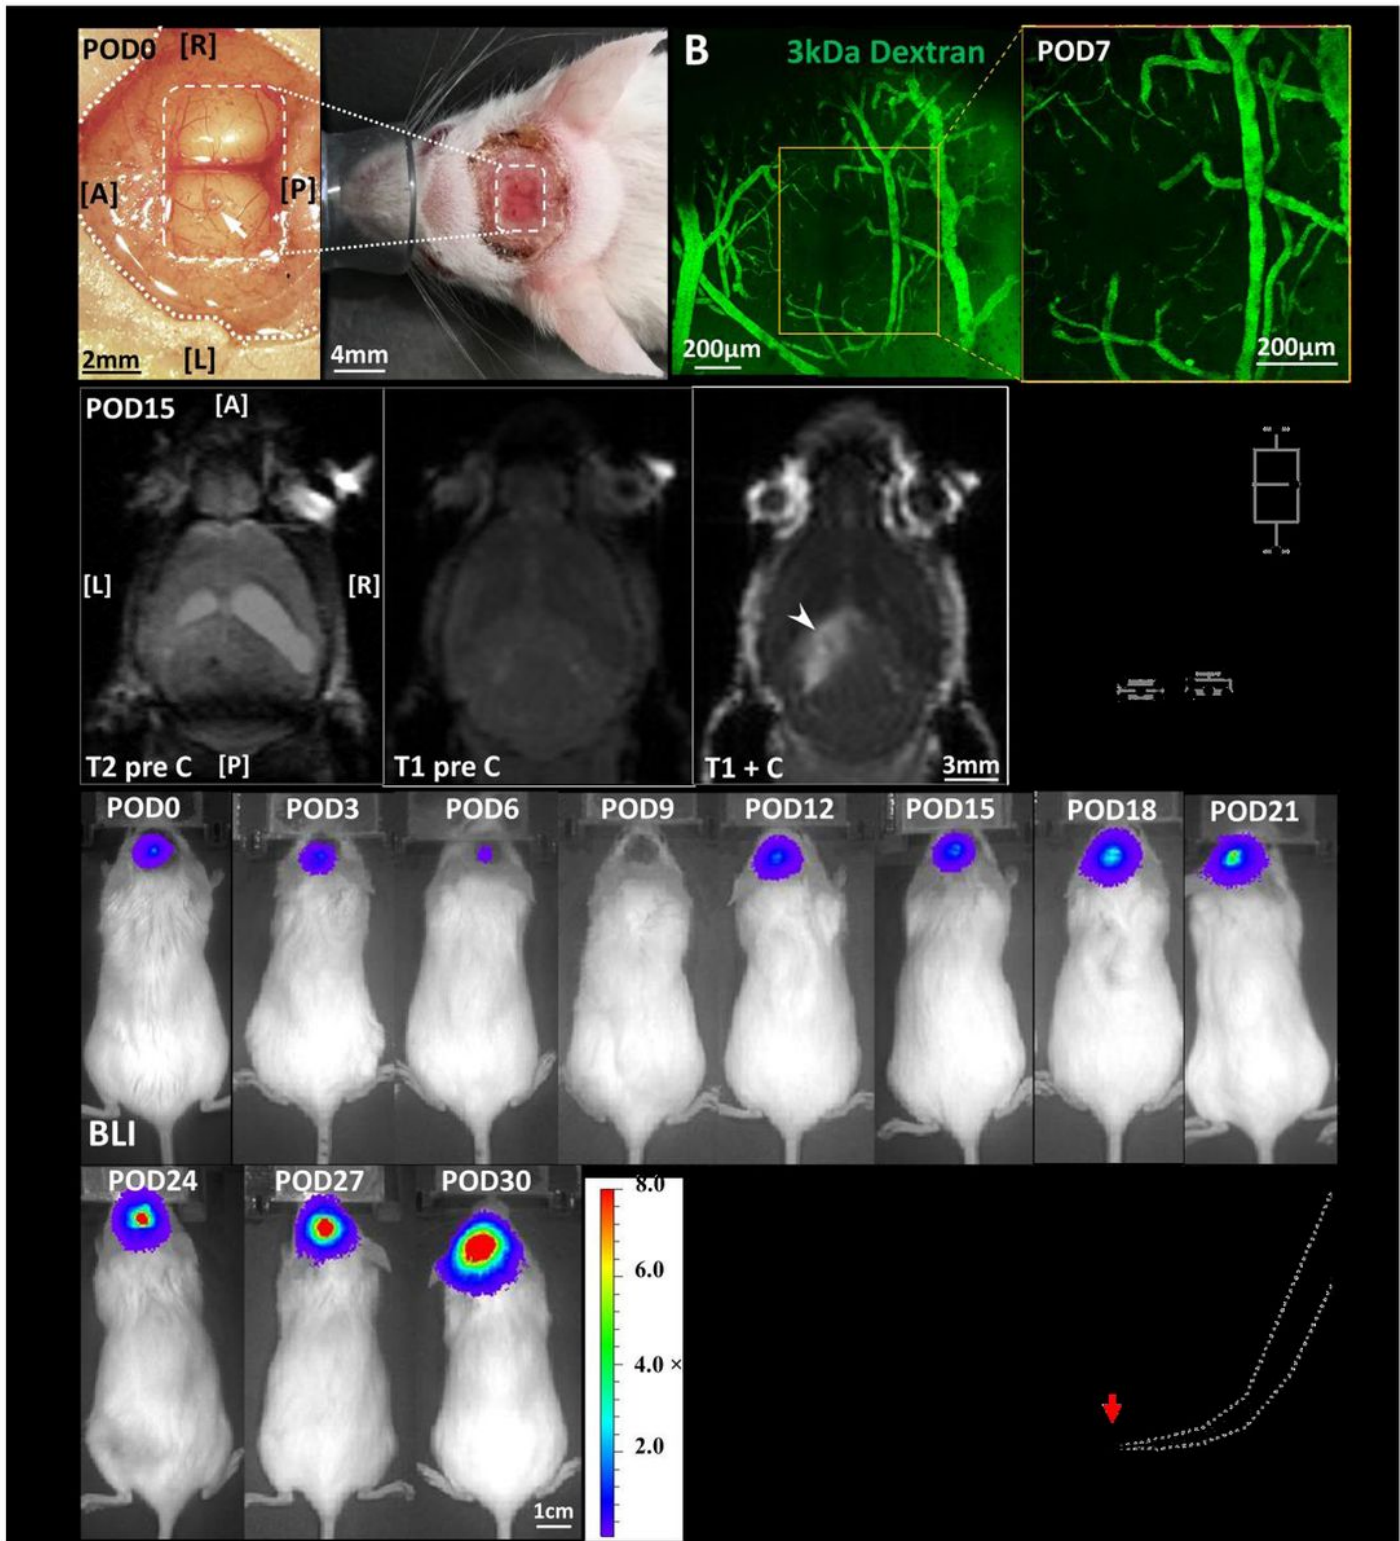 POD0 [R]
[A]
[P]
2mm
[L]
4mm
B
3kDa Dextran
200μm
POD7
200μm
POD15
[A]
[L]
[R]
T2 pre C
[P]
T1 pre C
T1 + C
3mm
POD0
POD3
POD6
POD9
POD12
POD15
POD18
POD21
BLI
POD24
POD27
POD30
1cm
8.0
6.0
4.0 ×
2.0